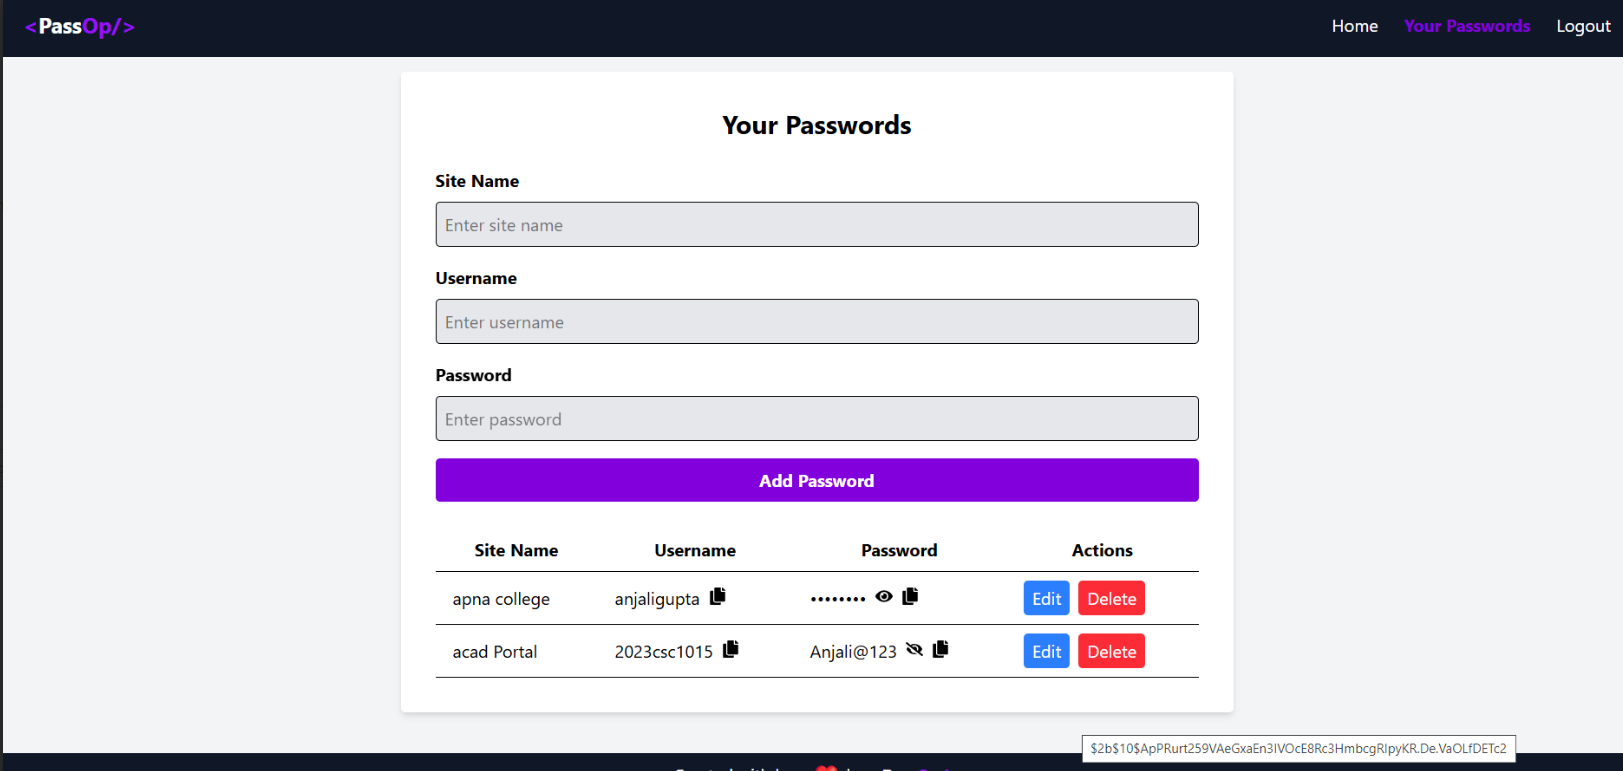 <PassOp/> Home Your Passwords Logout
Your Passwords
Site Name
Enter site name
Username
Enter username
Password
Enter password
Add Password
Site Name Username Password Actions
apna college anjaligupta •••••••• Edit Delete
acad Portal 2023csc1015 Anjali@123 Edit Delete
$2b$10$ApPRurt259VAeGxaEn3IVOcE8Rc3HmbcgRIpyKR.De.VaOLfDETc2